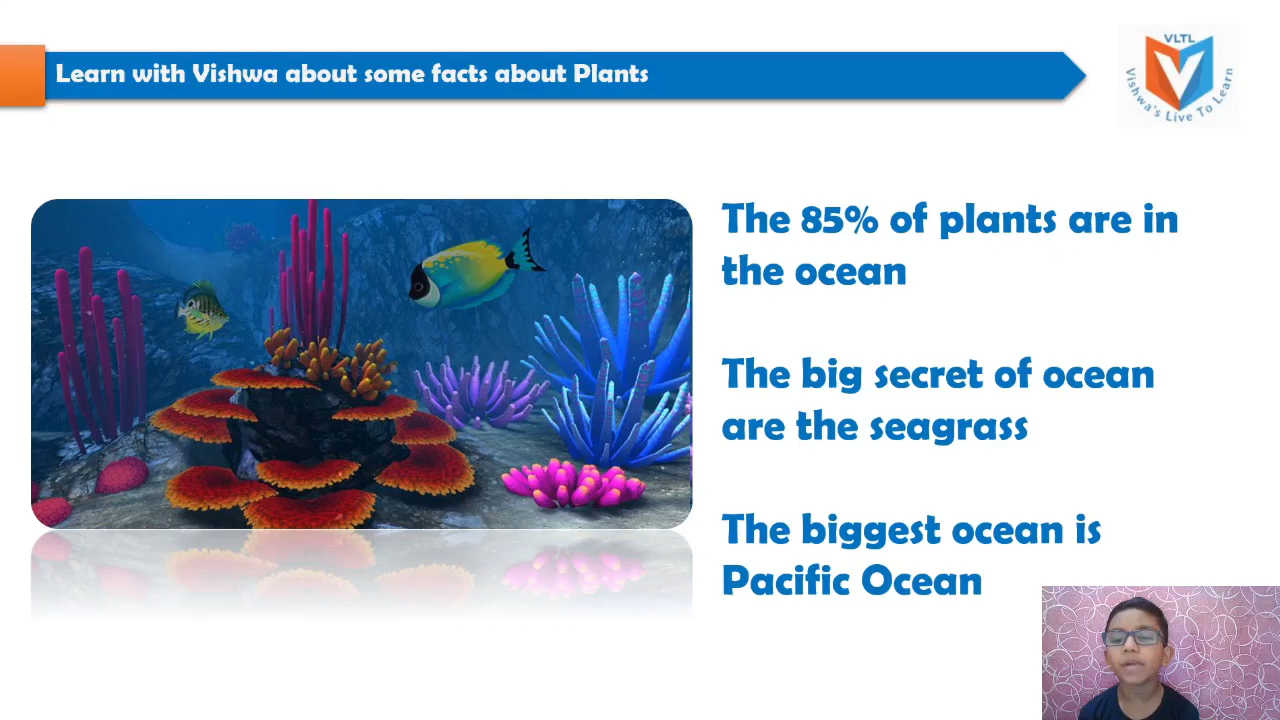 Learn with Vishwa about some facts about Plants
VLTL
Vishwa's Live To Learn
The 85% of plants are in
the ocean
The big secret of ocean
are the seagrass
The biggest ocean is
Pacific Ocean